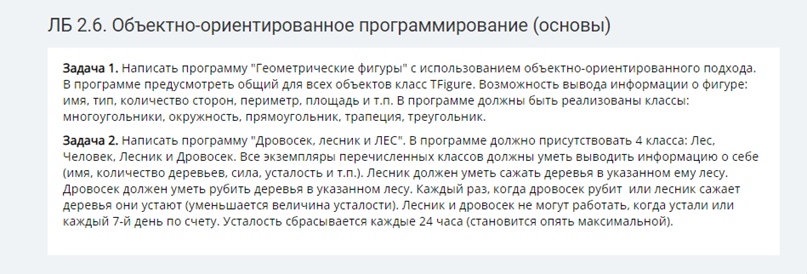 ЛБ 2.6. Объектно-ориентированное программирование (основы)
Задача 1. Написать программу "Геометрические фигуры" с использованием объектно-ориентированного подхода.
В программе предусмотреть общий для всех объектов класс TFigure. Возможность вывода информации о фигуре:
имя, тип, количество сторон, периметр, площадь и т.п. В программе должны быть реализованы классы:
многоугольники, окружность, прямоугольник, трапеция, треугольник.
Задача 2. Написать программу "Дровосек, лесник и ЛЕС". В программе должно присутствовать 4 класса: Лес,
Человек, Лесник и Дровосек. Все экземпляры перечисленных классов должны уметь выводить информацию о себе
(имя, количество деревьев, сила, усталость и т.п.). Лесник должен уметь сажать деревья в указанном ему лесу.
Дровосек должен уметь рубить деревья в указанном лесу. Каждый раз, когда дровосек рубит или лесник сажает
деревья они устают (уменьшается величина усталости). Лесник и дровосек не могут работать, когда устали или
каждый 7-й день по счету. Усталость сбрасывается каждые 24 часа (становится опять максимальной).